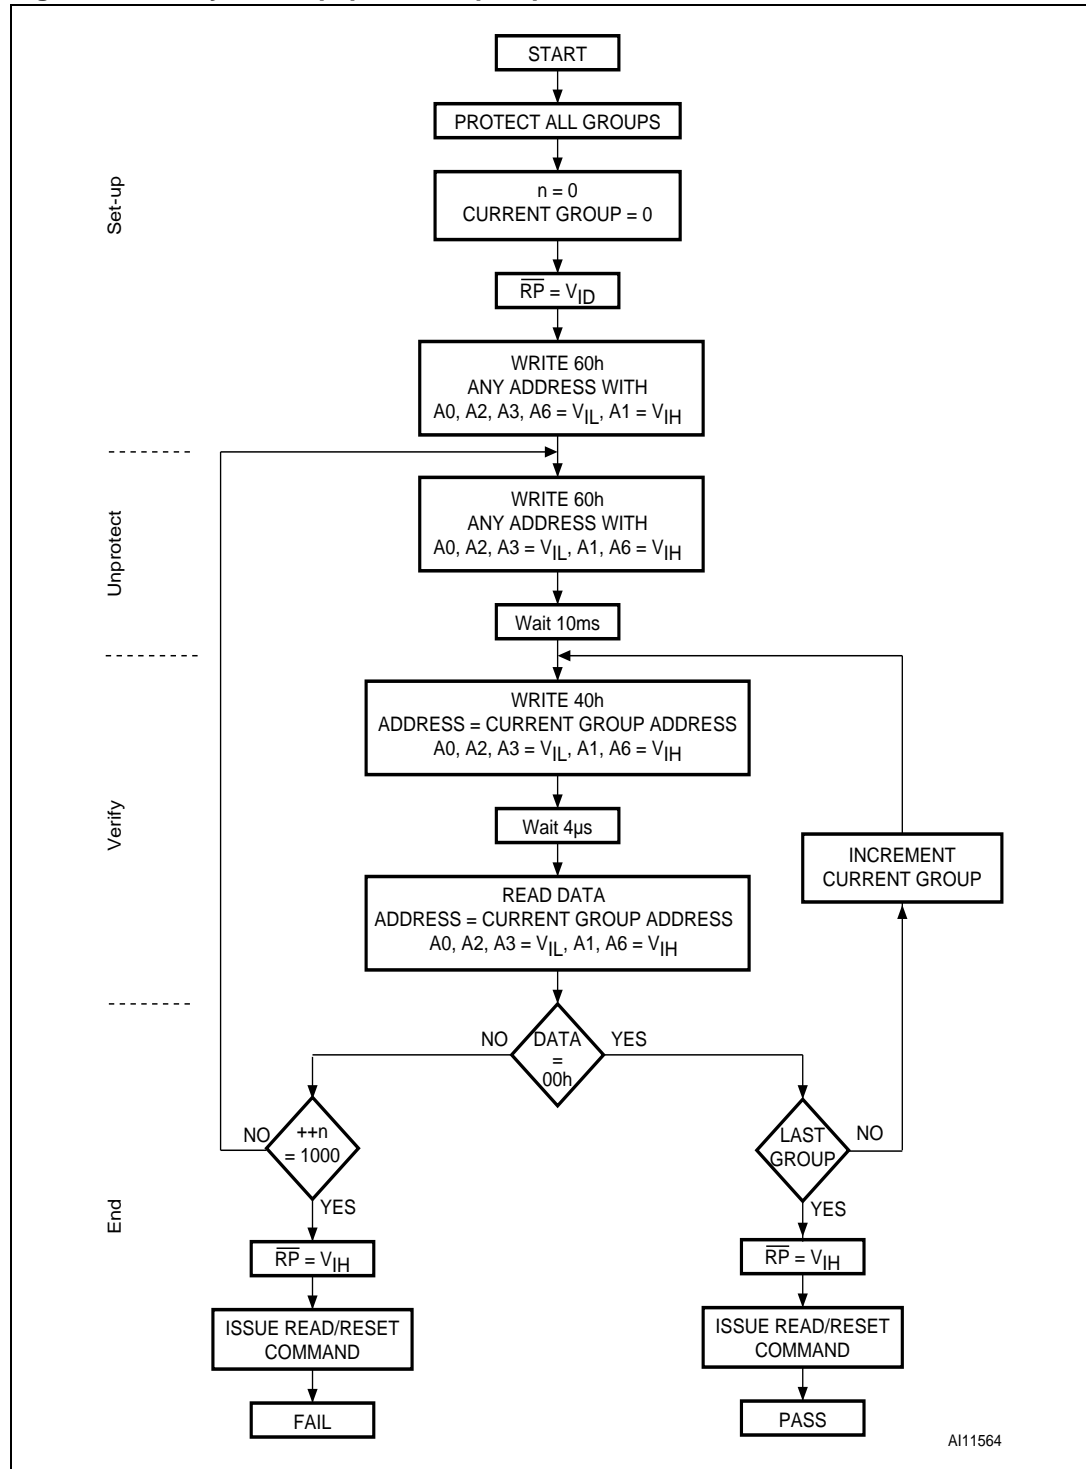 START
PROTECT ALL GROUPS
n = 0
CURRENT GROUP = 0
Set-up
RP = VID
WRITE 60h
ANY ADDRESS WITH
A0, A2, A3, A6 = VIL, A1 = VIH
WRITE 60h
ANY ADDRESS WITH
A0, A2, A3 = VIL, A1, A6 = VIH
Unprotect
Wait 10ms
WRITE 40h
ADDRESS = CURRENT GROUP ADDRESS
A0, A2, A3 = VIL, A1, A6 = VIH
Verify
Wait 4µs
INCREMENT
CURRENT GROUP
READ DATA
ADDRESS = CURRENT GROUP ADDRESS
A0, A2, A3 = VIL, A1, A6 = VIH
NO
DATA
=
00h
YES
NO
++n
= 1000
YES
LAST
GROUP
NO
YES
End
RP = VIH
RP = VIH
ISSUE READ/RESET
COMMAND
ISSUE READ/RESET
COMMAND
FAIL
PASS
AI11564